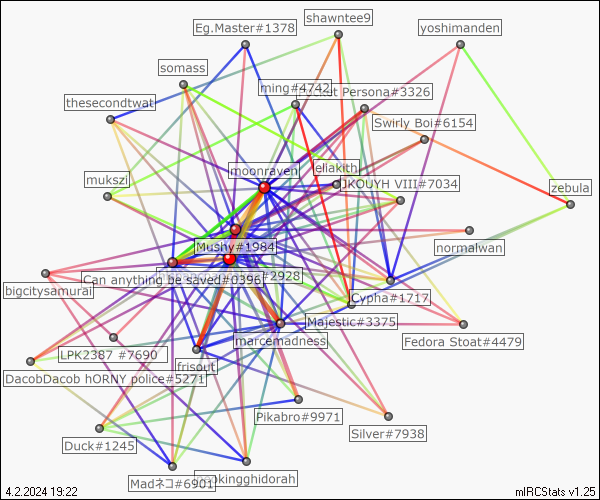 shawntee9
Eg.Master#1378
yoshimanden
somass
ming#4742
Persona#3326
thesecondtwat
Swirly Boi#6154
moonraven
eliakith
VIII#7034
mukszi
zebula
Mushy#1984
normalwan
#2928
Can anything be saved#0396
bigcitysamurai
Cypha#1717
Majestic#3375
marcemadness
Fedora Stoat#4479
LPK2387 #7690
frisout
DacobDacob hORNY police#5271
Pikabro#9971
Silver#7938
Duck#1245
Madネコ#6901
okingghidorah
4.2.2024 19:22
mIRCStats v1.25